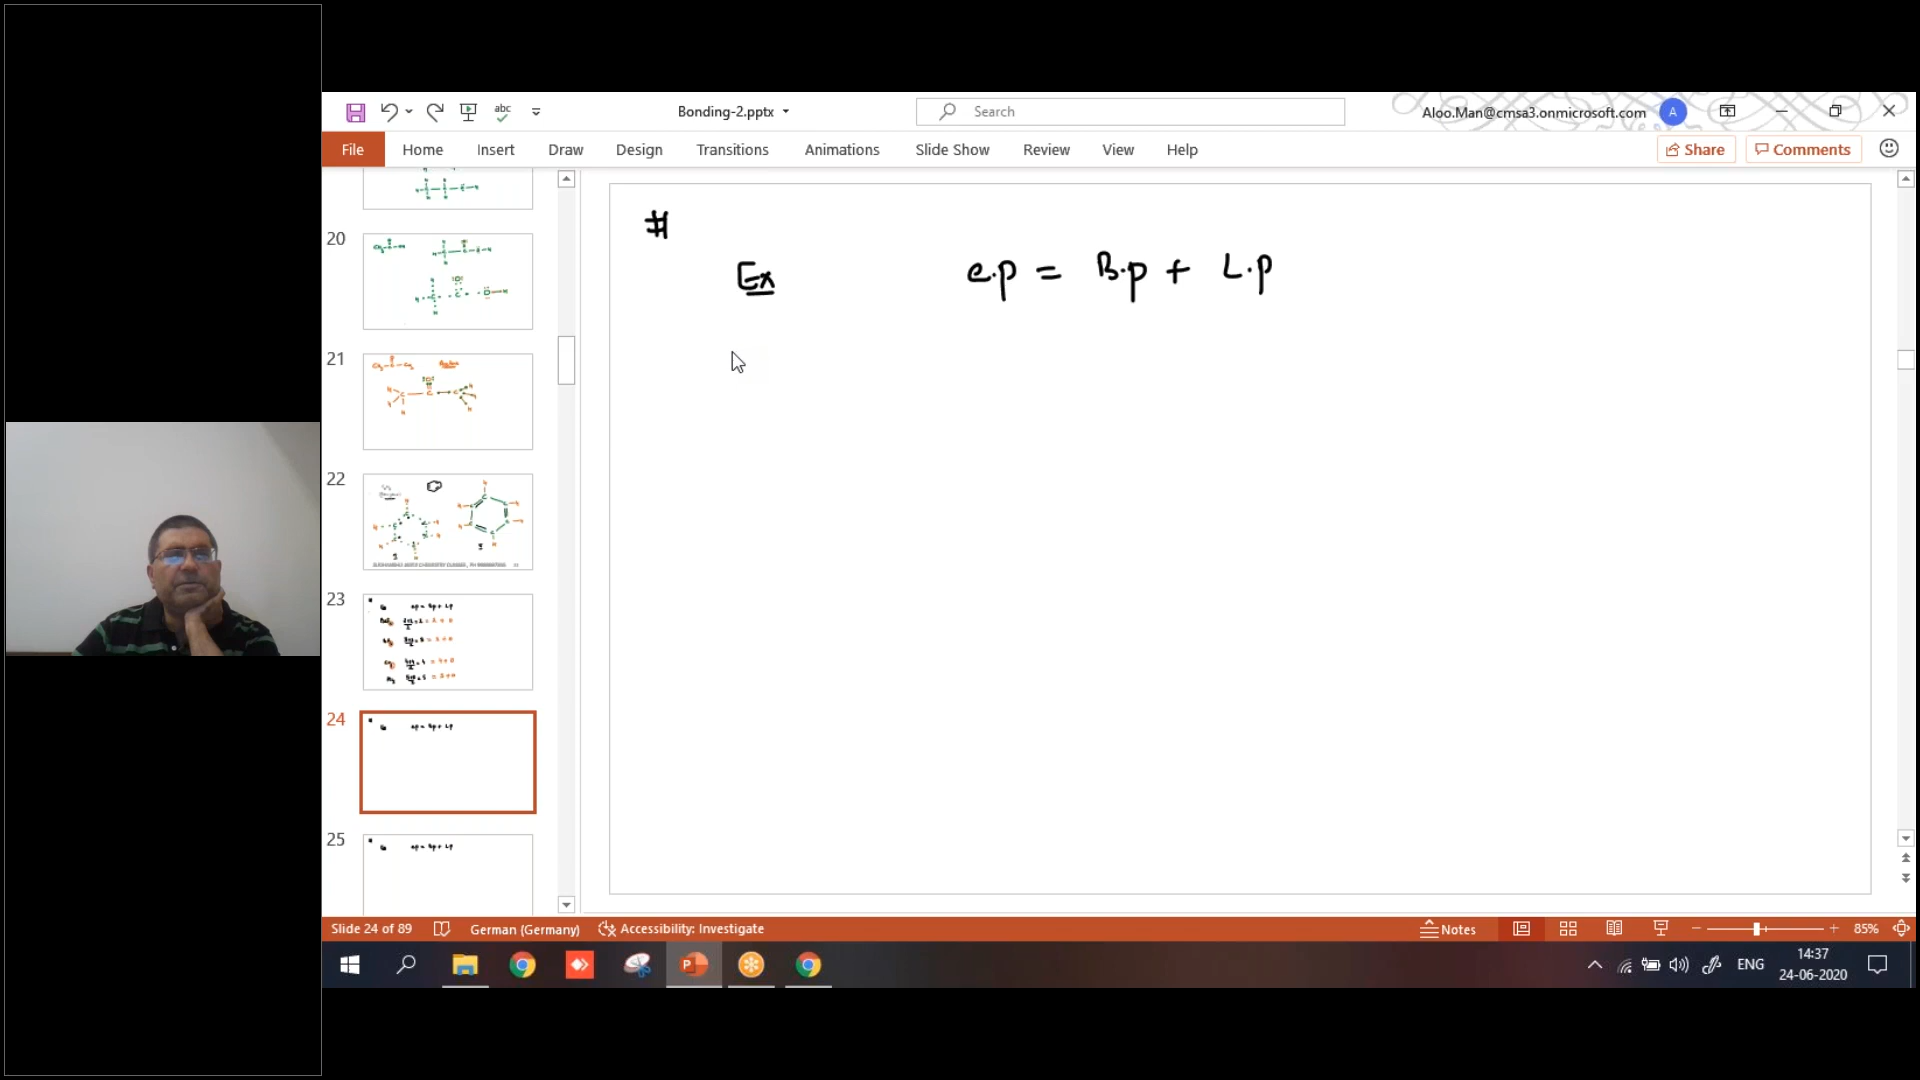 abc
Bonding-2.pptx
Search
Aloo.Man@cmsa3.onmicrosoft.com
A
File Home Insert Draw Design Transitions Animations Slide Show Review View Help
Share
Comments
20
21
22
23
24
25
#
Ex e.p = B.p + L.p
Slide 24 of 89
German (Germany)
Accessibility: Investigate
Notes
85%
ENG
14:37
24-06-2020